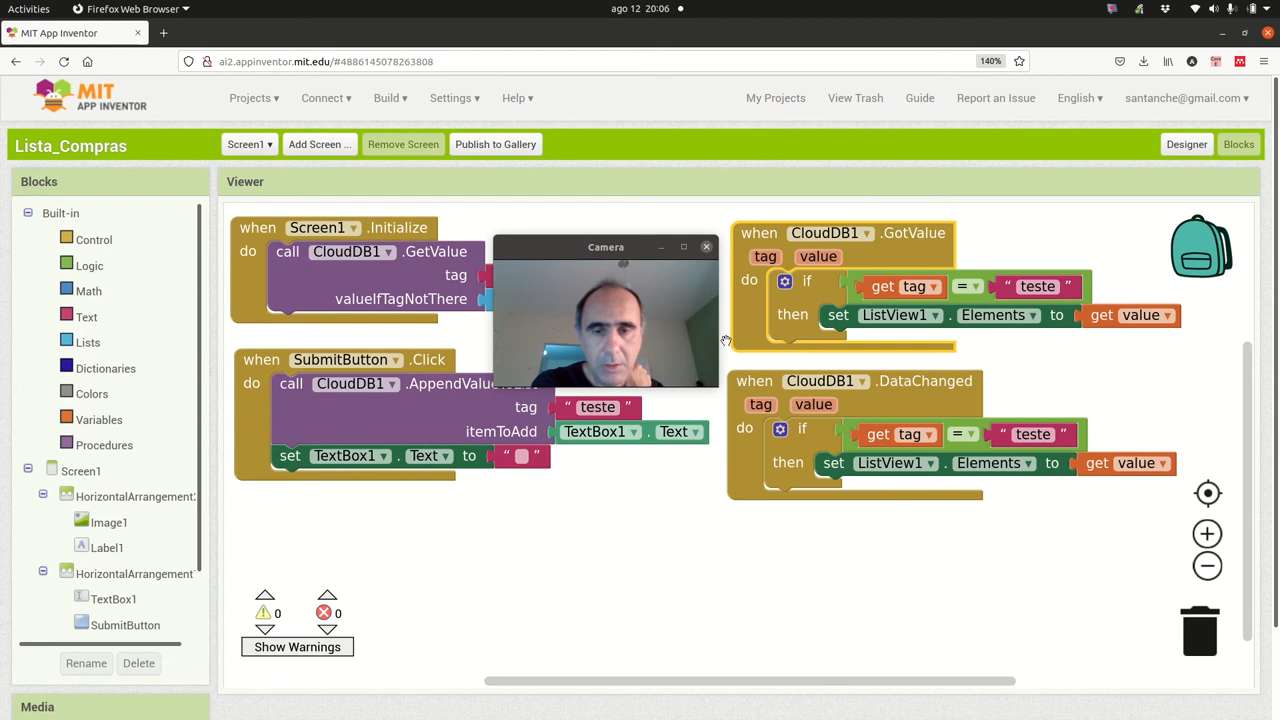 Activities
Firefox Web Browser
ago 12 20:06
MIT App Inventor
ai2.appinventor.mit.edu/#4886145078263808
140%
MIT
APP INVENTOR
Projects
Connect
Build
Settings
Help
My Projects
View Trash
Guide
Report an Issue
English
santanche@gmail.com
Lista_Compras
Screen1
Add Screen ...
Remove Screen
Publish to Gallery
Designer
Blocks
Blocks
Built-in
Control
Logic
Math
Text
Lists
Dictionaries
Colors
Variables
Procedures
Screen1
HorizontalArrangement
Image1
Label1
HorizontalArrangement
TextBox1
SubmitButton
Rename
Delete
Media
Viewer
when Screen1 .Initialize
do call CloudDB1 .GetValue
tag
valueIfTagNotThere
when SubmitButton .Click
do call CloudDB1 .AppendValue
tag “ teste ”
itemToAdd TextBox1 . Text
set TextBox1 . Text to “ ”
Camera
when CloudDB1 .GotValue
tag value
do if get tag = “ teste ”
then set ListView1 . Elements to get value
when CloudDB1 .DataChanged
tag value
do if get tag = “ teste ”
then set ListView1 . Elements to get value
0 0
Show Warnings